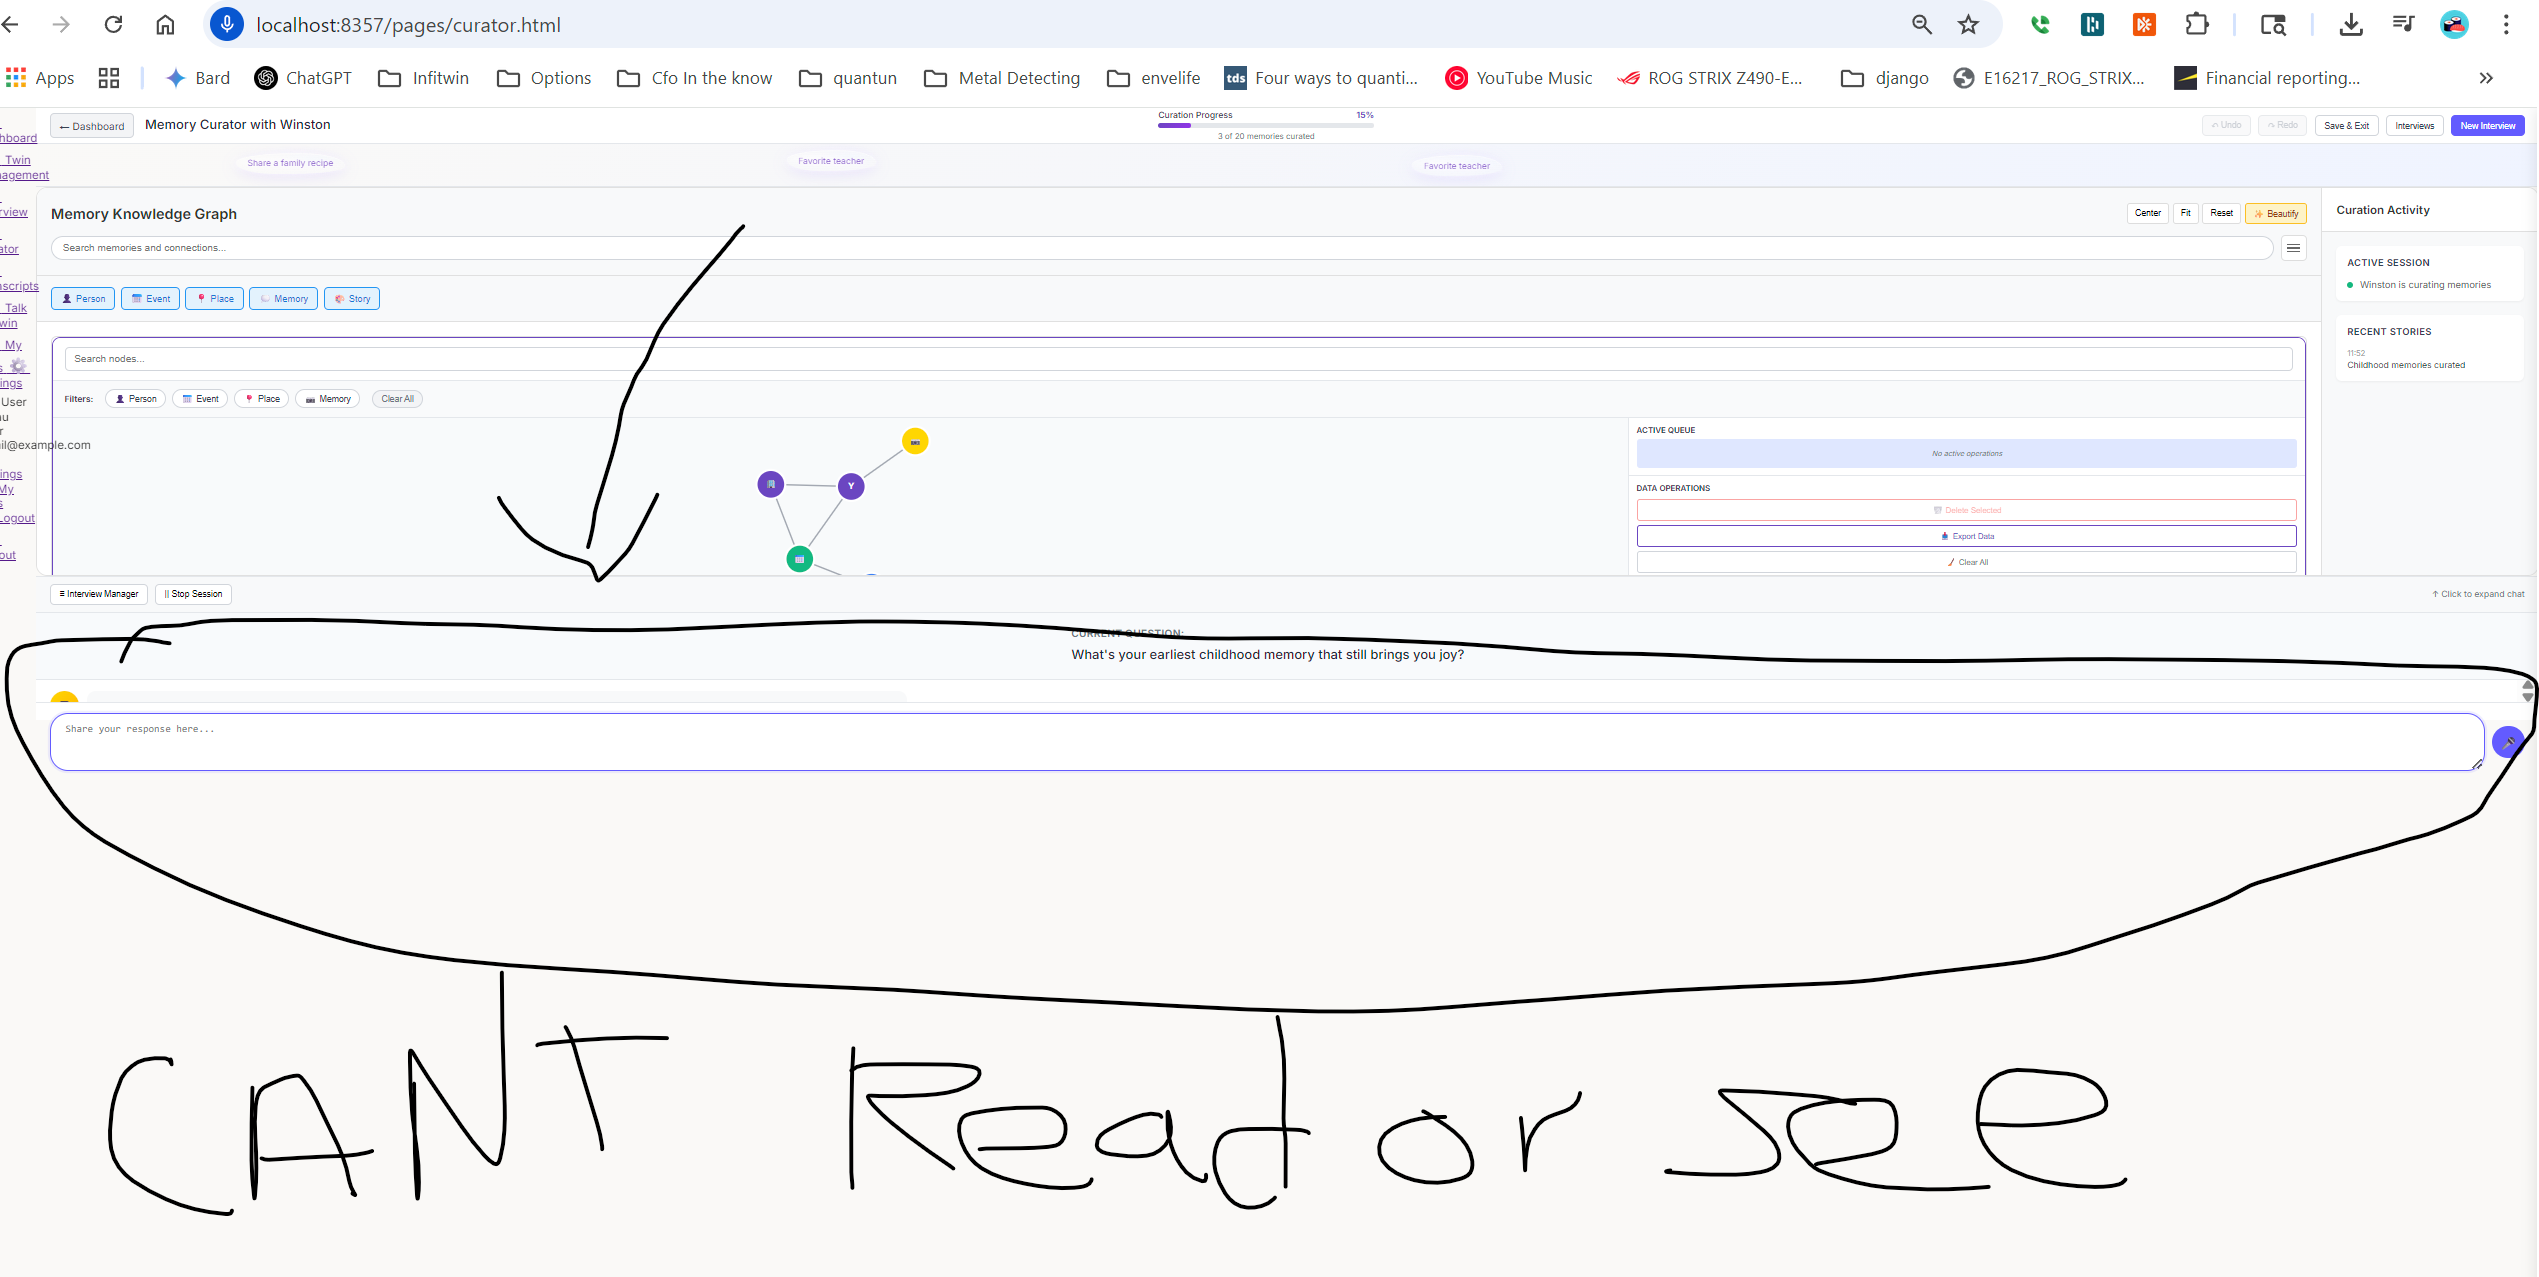 localhost:8357/pages/curator.html
Apps Bard ChatGPT Infitwin Options Cfo In the know quantun Metal Detecting envelife tds Four ways to quanti... YouTube Music ROG STRIX Z490-E... django E16217_ROG_STRIX... Financial reporting... »
← Dashboard Memory Curator with Winston
Curation Progress 15%
3 of 20 memories curated
Undo Redo Save & Exit Interviews New Interview
hboard
Twin
nagement
rview
ator
ascripts
Talk
win
My
s
ings
User
nu
r
il@example.com
ings
My
s
Logout
out
Share a family recipe Favorite teacher Favorite teacher
Memory Knowledge Graph
Center Fit Reset Beautify
Search memories and connections...
Person Event Place Memory Story
Search nodes...
Filters: Person Event Place Memory Clear All
Y
ACTIVE QUEUE
No active operations
DATA OPERATIONS
Delete Selected
Export Data
Clear All
Curation Activity
ACTIVE SESSION
Winston is curating memories
RECENT STORIES
11:52
Childhood memories curated
≡ Interview Manager || Stop Session
↑ Click to expand chat
CURRENT QUESTION:
What's your earliest childhood memory that still brings you joy?
Share your response here...
CANT Read or see